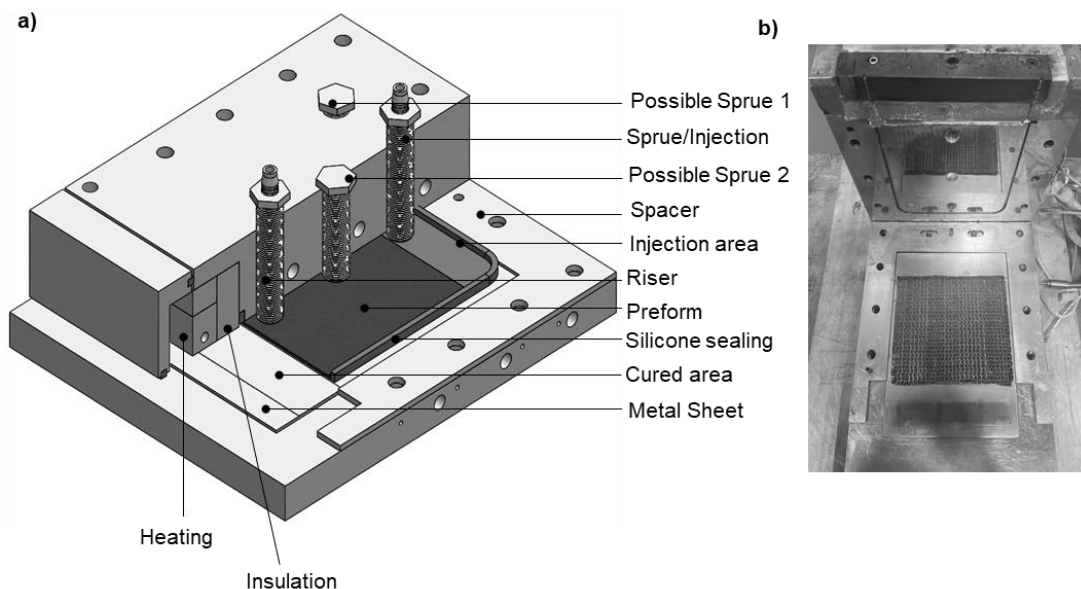 a)
b)
Possible Sprue 1
Sprue/Injection
Possible Sprue 2
Spacer
Injection area
Riser
Preform
Silicone sealing
Cured area
Metal Sheet
Heating
Insulation